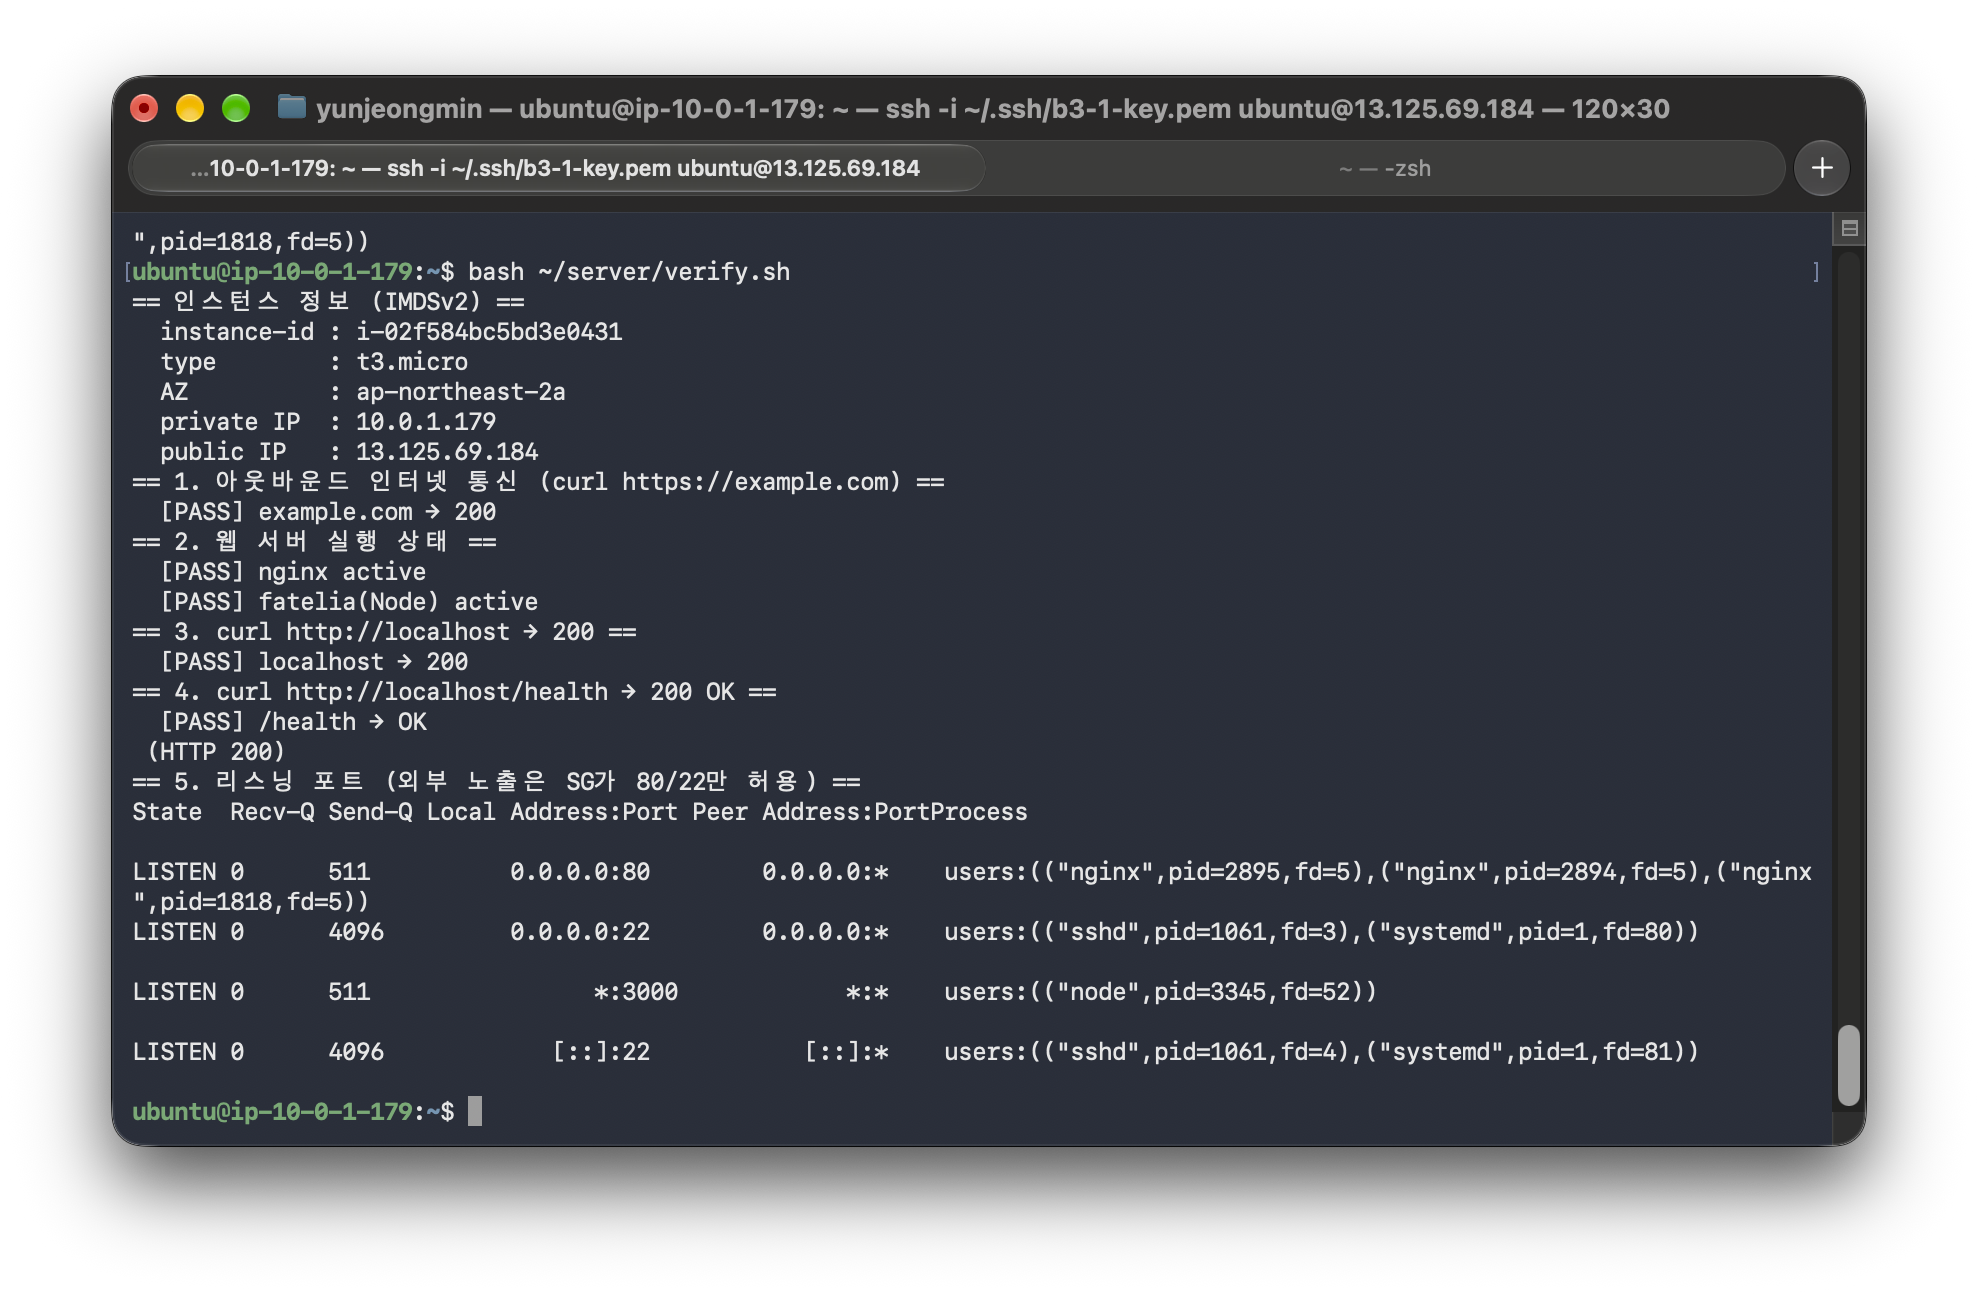 yunjeongmin — ubuntu@ip-10-0-1-179: ~ — ssh -i ~/.ssh/b3-1-key.pem ubuntu@13.125.69.184 — 120×30
...10-0-1-179: ~ — ssh -i ~/.ssh/b3-1-key.pem ubuntu@13.125.69.184
~ — -zsh
",pid=1818,fd=5))
[ubuntu@ip-10-0-1-179:~$ bash ~/server/verify.sh ]
== 인스턴스 정보 (IMDSv2) ==
  instance-id : i-02f584bc5bd3e0431
  type        : t3.micro
  AZ          : ap-northeast-2a
  private IP  : 10.0.1.179
  public IP   : 13.125.69.184
== 1. 아웃바운드 인터넷 통신 (curl https://example.com) ==
  [PASS] example.com → 200
== 2. 웹 서버 실행 상태 ==
  [PASS] nginx active
  [PASS] fatelia(Node) active
== 3. curl http://localhost → 200 ==
  [PASS] localhost → 200
== 4. curl http://localhost/health → 200 OK ==
  [PASS] /health → OK
 (HTTP 200)
== 5. 리스닝 포트 (외부 노출은 SG가 80/22만 허용) ==
State  Recv-Q Send-Q Local Address:Port Peer Address:PortProcess
LISTEN 0      511          0.0.0.0:80        0.0.0.0:*    users:(("nginx",pid=2895,fd=5),("nginx",pid=2894,fd=5),("nginx
",pid=1818,fd=5))
LISTEN 0      4096         0.0.0.0:22        0.0.0.0:*    users:(("sshd",pid=1061,fd=3),("systemd",pid=1,fd=80))
LISTEN 0      511                *:3000            *:*    users:(("node",pid=3345,fd=52))
LISTEN 0      4096            [::]:22           [::]:*    users:(("sshd",pid=1061,fd=4),("systemd",pid=1,fd=81))
ubuntu@ip-10-0-1-179:~$